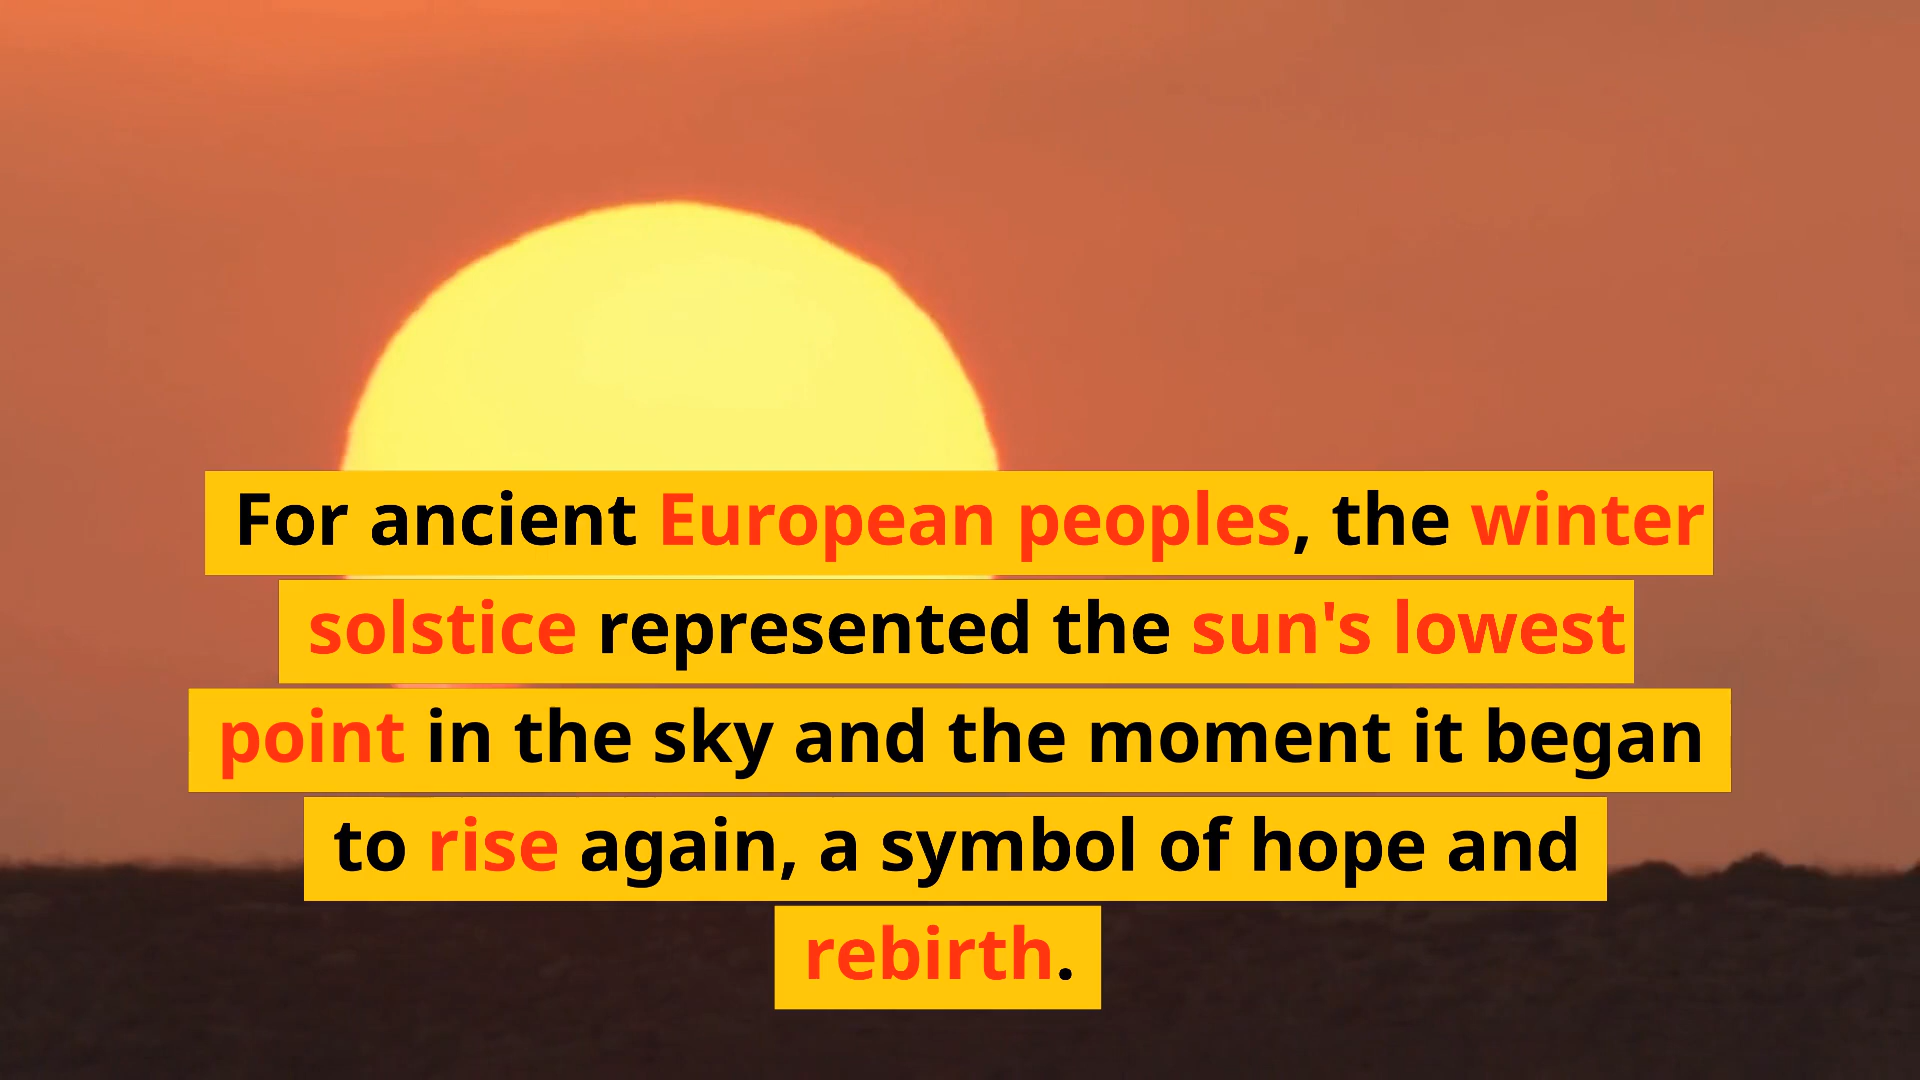 For ancient European peoples, the winter
solstice represented the sun's lowest
point in the sky and the moment it began
to rise again, a symbol of hope and
rebirth.